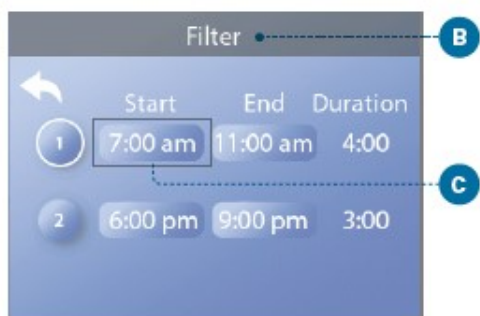 Filter
B
Start End Duration
1 7:00 am 11:00 am 4:00
C
2 6:00 pm 9:00 pm 3:00